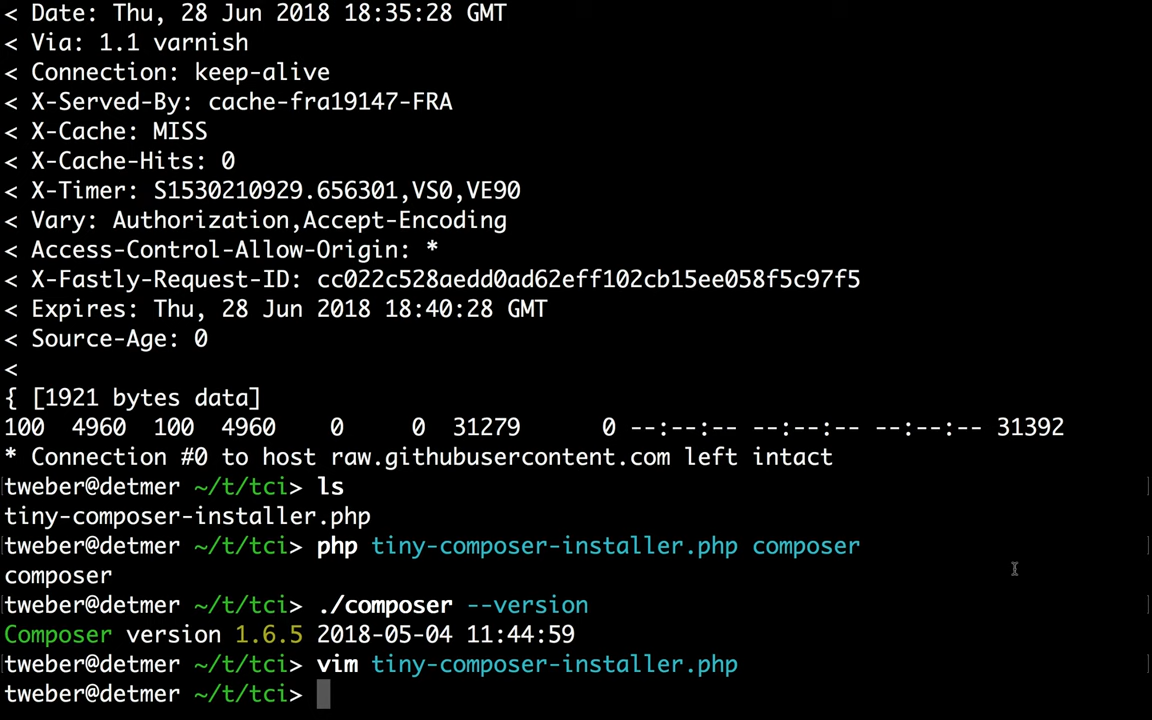 < Date: Thu, 28 Jun 2018 18:35:28 GMT
< Via: 1.1 varnish
< Connection: keep-alive
< X-Served-By: cache-fra19147-FRA
< X-Cache: MISS
< X-Cache-Hits: 0
< X-Timer: S1530210929.656301,VS0,VE90
< Vary: Authorization,Accept-Encoding
< Access-Control-Allow-Origin: *
< X-Fastly-Request-ID: cc022c528aedd0ad62eff102cb15ee058f5c97f5
< Expires: Thu, 28 Jun 2018 18:40:28 GMT
< Source-Age: 0
<
{ [1921 bytes data]
100  4960  100  4960    0     0  31279      0 --:--:-- --:--:-- --:--:-- 31392
* Connection #0 to host raw.githubusercontent.com left intact
tweber@detmer ~/t/tci> ls
tiny-composer-installer.php
tweber@detmer ~/t/tci> php tiny-composer-installer.php composer
composer
tweber@detmer ~/t/tci> ./composer --version
Composer version 1.6.5 2018-05-04 11:44:59
tweber@detmer ~/t/tci> vim tiny-composer-installer.php
tweber@detmer ~/t/tci>